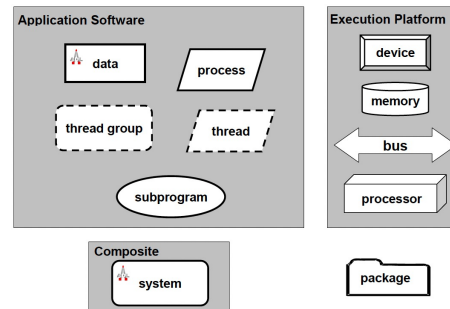 Application Software
data
process
thread group
thread
subprogram
Execution Platform
device
memory
bus
processor
Composite
system
package